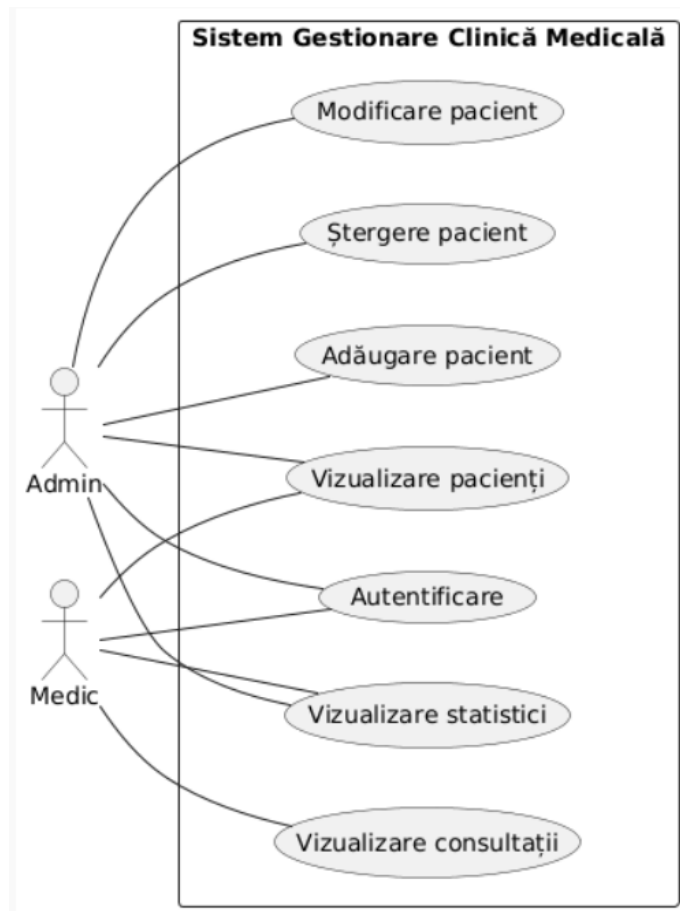 Sistem Gestionare Clinică Medicală
Modificare pacient
Ștergere pacient
Adăugare pacient
Vizualizare pacienți
Admin
Autentificare
Medic
Vizualizare statistici
Vizualizare consultații